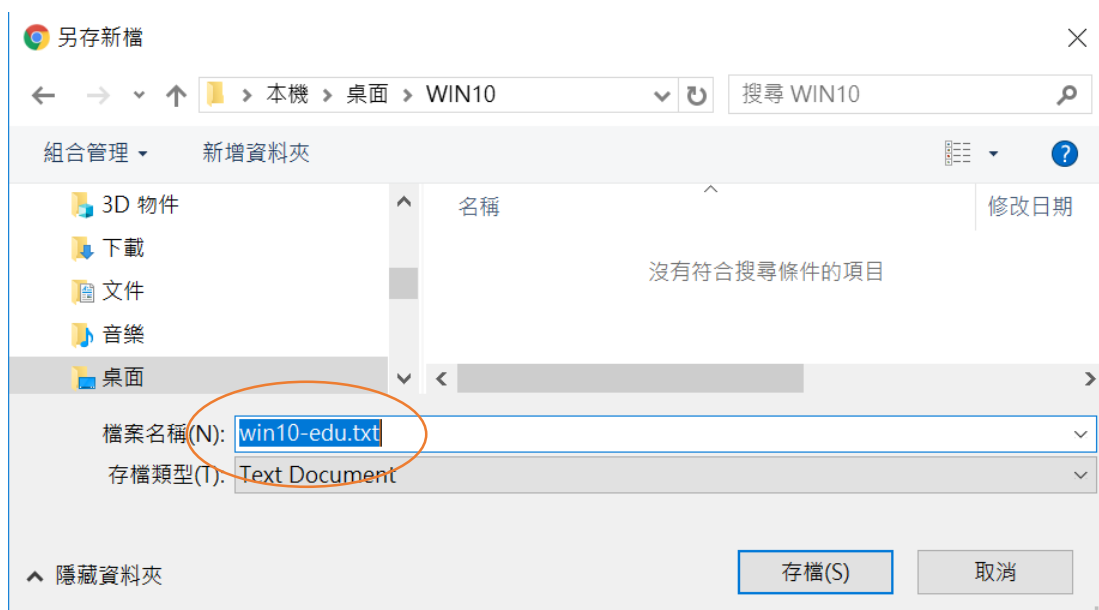 另存新檔
本機 桌面 WIN10 搜尋 WIN10
組合管理 新增資料夾 ?
3D 物件
下載
文件
音樂
桌面
名稱 修改日期
沒有符合搜尋條件的項目
檔案名稱(N): win10-edu.txt
存檔類型(T): Text Document
隱藏資料夾 存檔(S) 取消